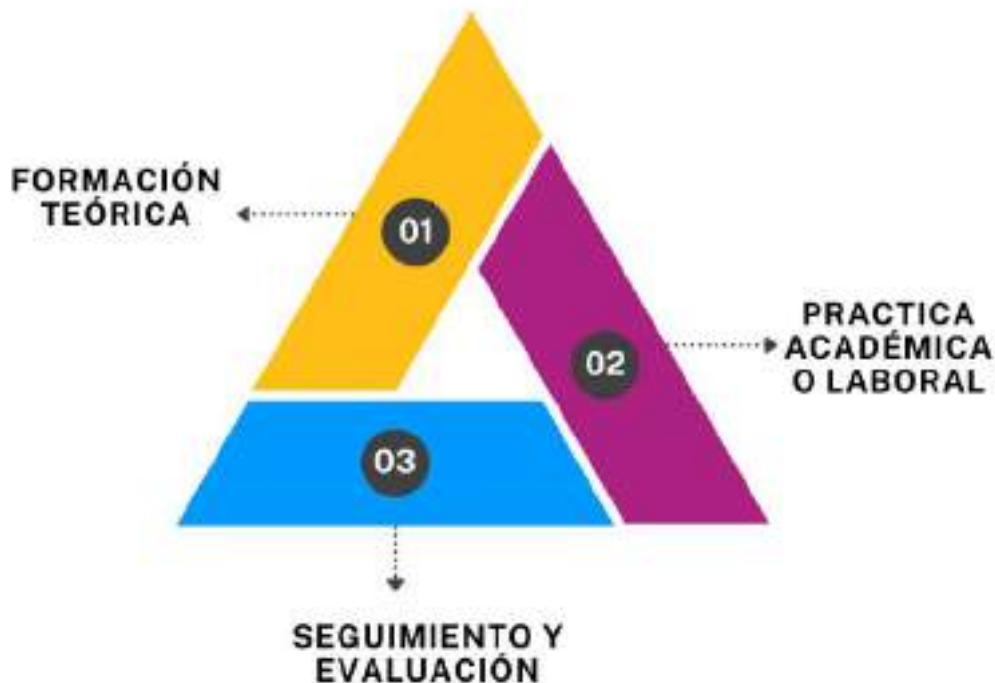 FORMACIÓN
TEÓRICA
01
PRACTICA
ACADÉMICA
O LABORAL
02
03
SEGUIMIENTO Y
EVALUACIÓN